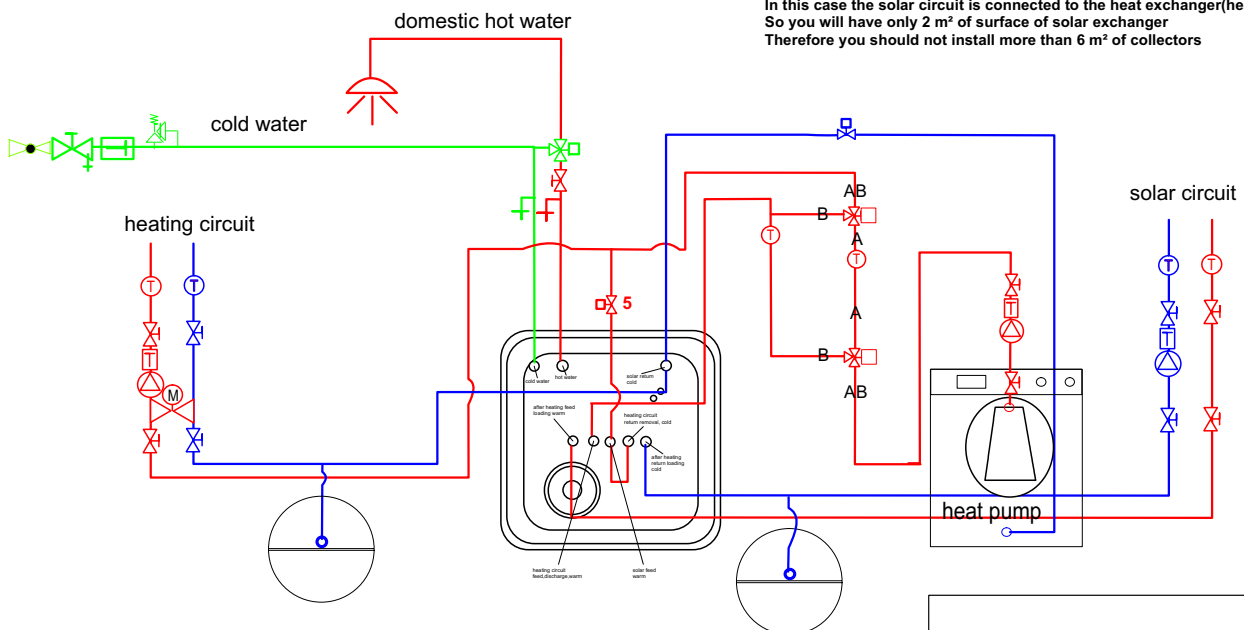 In this case the solar circuit is connected to the heat exchanger(he
So you will have only 2 m² of surface of solar exchanger
Therefore you should not install more than 6 m² of collectors
domestic hot water
cold water
heating circuit
solar circuit
AB
B
A
T
T
T
T
T
T
5
A
T
T
T
B
AB
M
cold water
hot water
solar return
cold
after heating feed
loading warm
heating circuit
return removal, cold
after heating
return loading
cold
heat pump
heating circuit
feed,discharge,warm
solar feed
warm